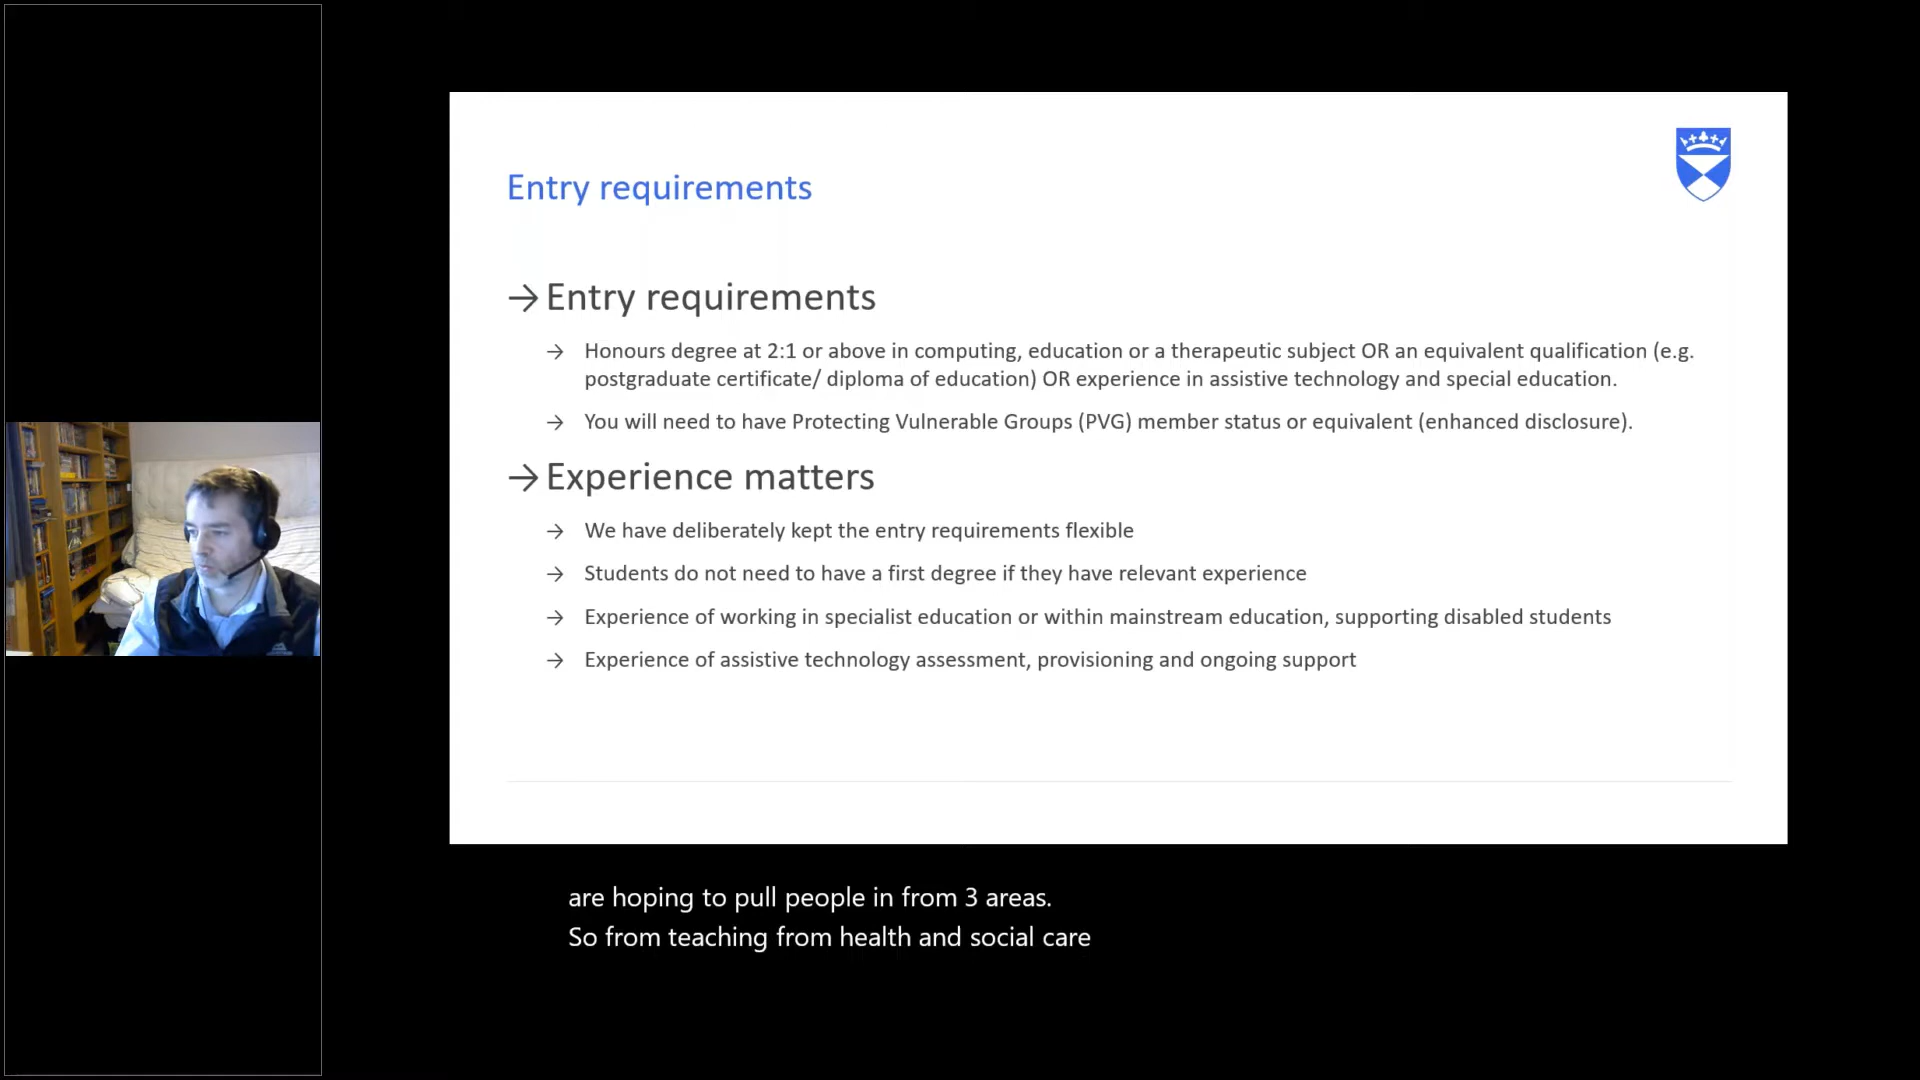 Entry requirements
→ Entry requirements
→ Honours degree at 2:1 or above in computing, education or a therapeutic subject OR an equivalent qualification (e.g.
postgraduate certificate/ diploma of education) OR experience in assistive technology and special education.
→ You will need to have Protecting Vulnerable Groups (PVG) member status or equivalent (enhanced disclosure).
→ Experience matters
→ We have deliberately kept the entry requirements flexible
→ Students do not need to have a first degree if they have relevant experience
→ Experience of working in specialist education or within mainstream education, supporting disabled students
→ Experience of assistive technology assessment, provisioning and ongoing support
are hoping to pull people in from 3 areas.
So from teaching from health and social care